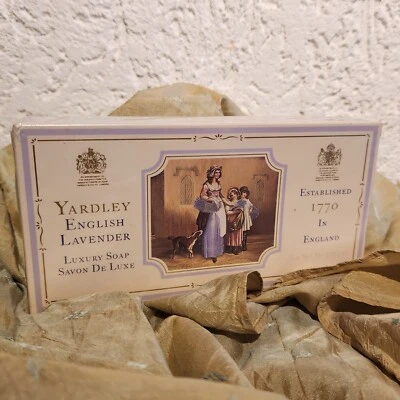 YARDLEY
ENGLISH
LAVENDER
LUXURY SOAP
SAVON DE LUXE
ESTABLISHED
1770
IN
ENGLAND